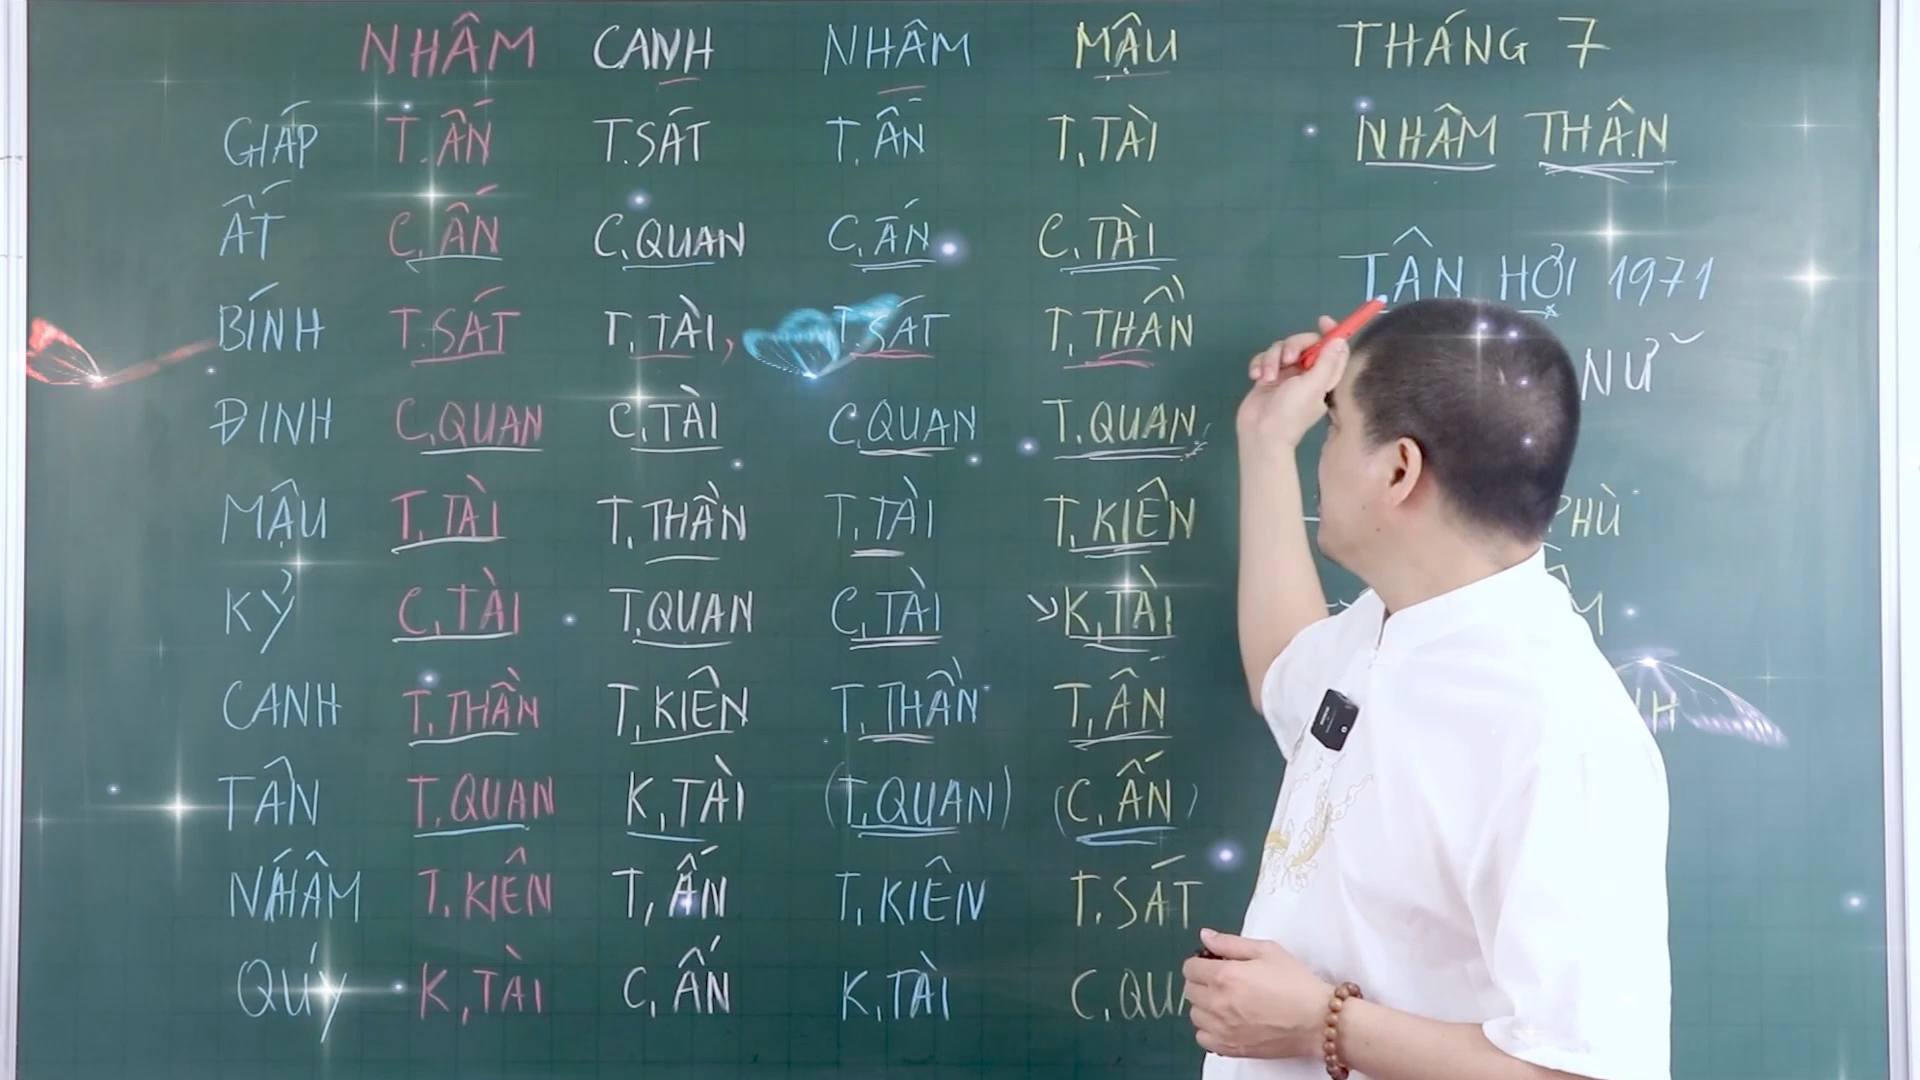 NHÂM CANH NHÂM MẬU THÁNG 7
GIÁP T.ẤN T.SÁT T.ẤN T.TÀI NHÂM THÂN
ẤT C.ẤN C.QUAN C.ẤN C.TÀI TÂN HỢI 1971
BÍNH T.SÁT T.TÀI, T.SÁT T.THẦN NỮ
ĐINH C.QUAN C.TÀI C.QUAN T.QUAN
MẬU T.TÀI T.THẦN T.TÀI T.KIÊN PHÙ
KỶ C.TÀI T.QUAN C.TÀI K.TÀI
CANH T.THẦN T.KIÊN T.THẦN T.ÂN
TÂN T.QUAN K.TÀI (T.QUAN) (C.ẤN)
NHÂM T.KIÊN T.ẤN T.KIÊN T.SÁT
QUÝ K.TÀI C.ẤN K.TÀI C.QUA